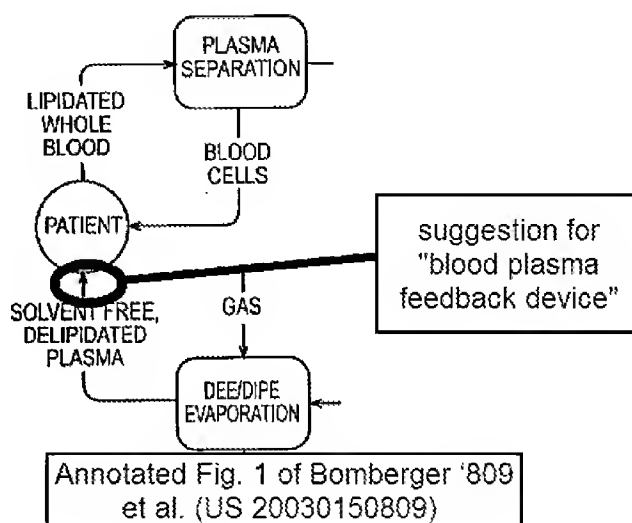 PLASMA
SEPARATION
LIPIDATED
WHOLE
BLOOD
BLOOD
CELLS
PATIENT
suggestion for
"blood plasma
feedback device"
SOLVENT FREE,
DELIPIDATED
PLASMA
GAS
DEE/DIPE
EVAPORATION
Annotated Fig. 1 of Bomberger '809
et al. (US 20030150809)